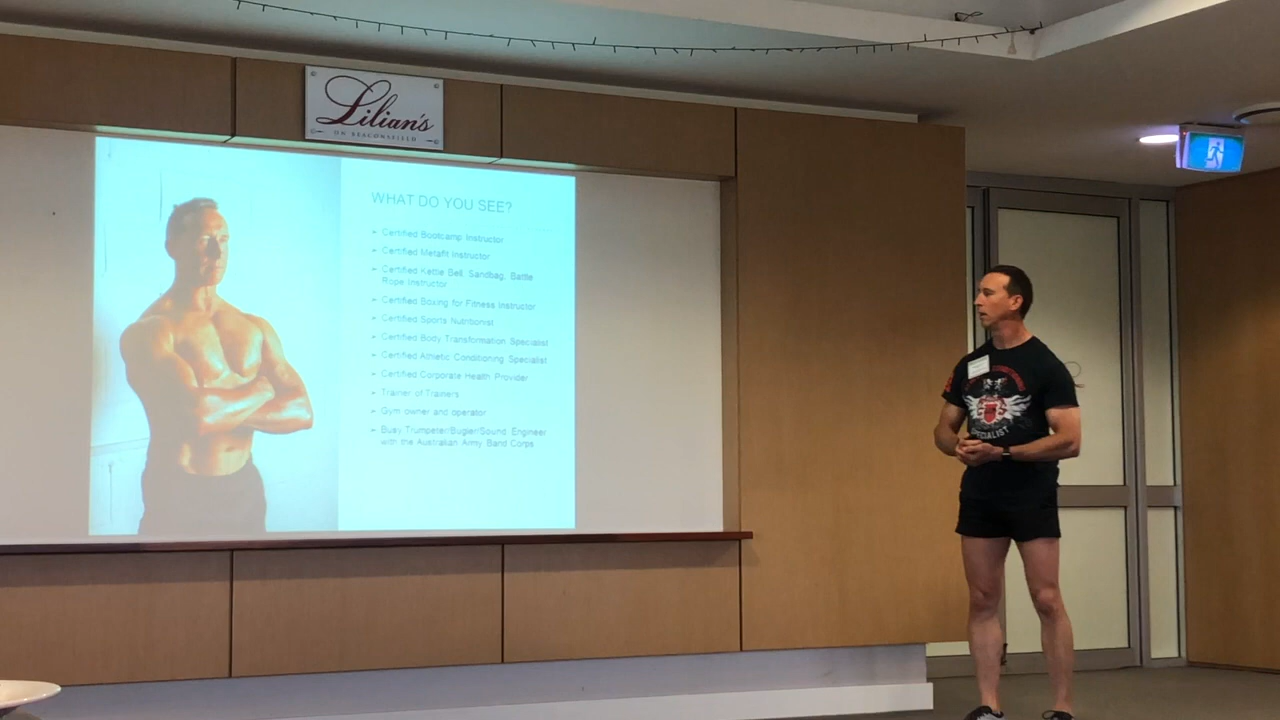 Lilian's
ON BEACONSFIELD
WHAT DO YOU SEE?
➢ Certified Bootcamp Instructor
➢ Certified Metafit Instructor
➢ Certified Kettle Bell, Sandbag, Battle
Rope Instructor
➢ Certified Boxing for Fitness Instructor
➢ Certified Sports Nutritionist
➢ Certified Body Transformation Specialist
➢ Certified Athletic Conditioning Specialist
➢ Certified Corporate Health Provider
➢ Trainer of Trainers
➢ Gym owner and operator
➢ Busy Trumpeter/Bugler/Sound Engineer
with the Australian Army Band Corps
SPECIALIST